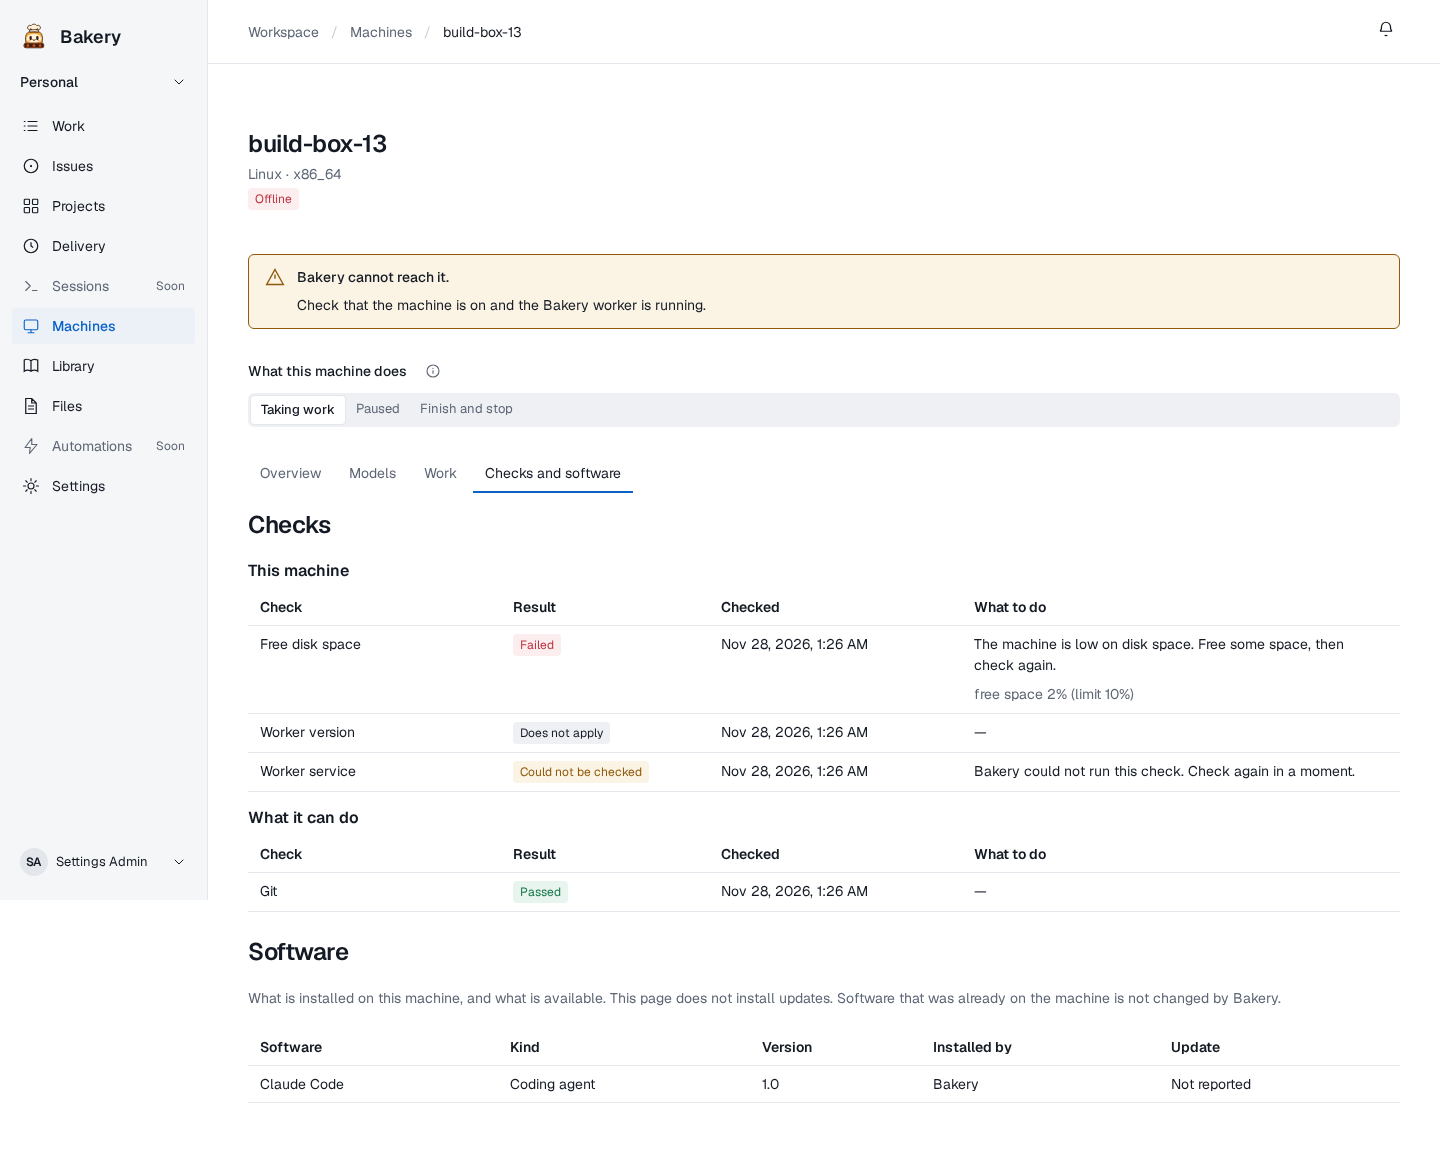 Bakery
Workspace / Machines / build-box-13
Personal
Work
Issues
Projects
Delivery
Sessions Soon
Machines
Library
Files
Automations Soon
Settings
SA Settings Admin
build-box-13
Linux · x86_64
Offline
Bakery cannot reach it.
Check that the machine is on and the Bakery worker is running.
What this machine does
Taking work Paused Finish and stop
Overview Models Work Checks and software
Checks
This machine
Check Result Checked What to do
Free disk space Failed Nov 28, 2026, 1:26 AM The machine is low on disk space. Free some space, then
check again.
free space 2% (limit 10%)
Worker version Does not apply Nov 28, 2026, 1:26 AM —
Worker service Could not be checked Nov 28, 2026, 1:26 AM Bakery could not run this check. Check again in a moment.
What it can do
Check Result Checked What to do
Git Passed Nov 28, 2026, 1:26 AM —
Software
What is installed on this machine, and what is available. This page does not install updates. Software that was already on the machine is not changed by Bakery.
Software Kind Version Installed by Update
Claude Code Coding agent 1.0 Bakery Not reported